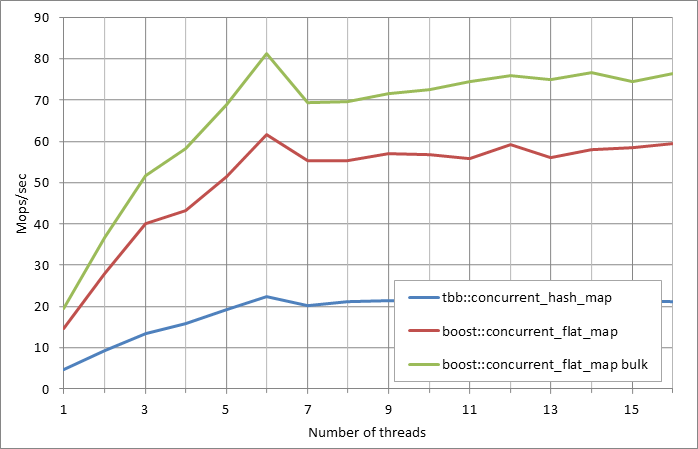 90
80
70
60
50
40
30
20
10
0
Mops/sec
tbb::concurrent_hash_map
boost::concurrent_flat_map
boost::concurrent_flat_map bulk
1 3 5 7 9 11 13 15
Number of threads